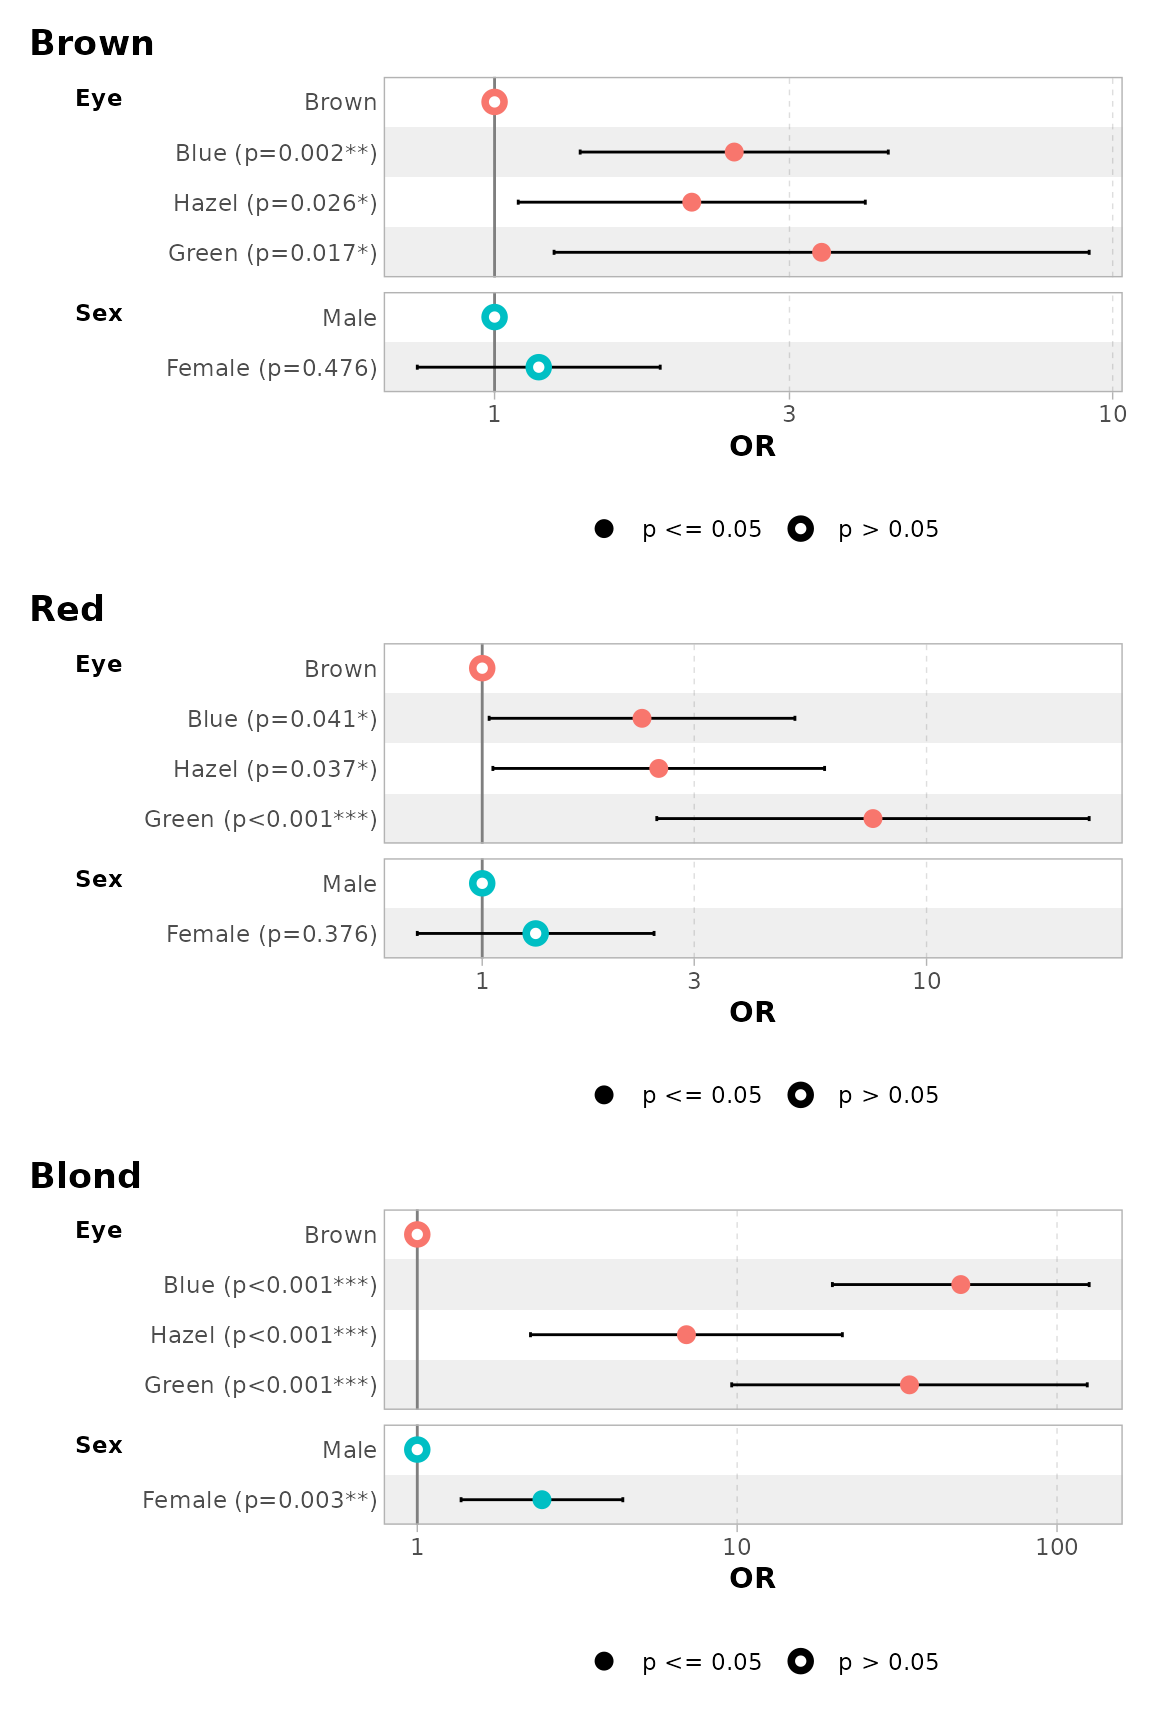 Brown
Eye
Brown
Blue (p=0.002**)
Hazel (p=0.026*)
Green (p=0.017*)
Sex
Male
Female (p=0.476)
1 3 10
OR
p <= 0.05 p > 0.05
Red
Eye
Brown
Blue (p=0.041*)
Hazel (p=0.037*)
Green (p<0.001***)
Sex
Male
Female (p=0.376)
1 3 10
OR
p <= 0.05 p > 0.05
Blond
Eye
Brown
Blue (p<0.001***)
Hazel (p<0.001***)
Green (p<0.001***)
Sex
Male
Female (p=0.003**)
1 10 100
OR
p <= 0.05 p > 0.05